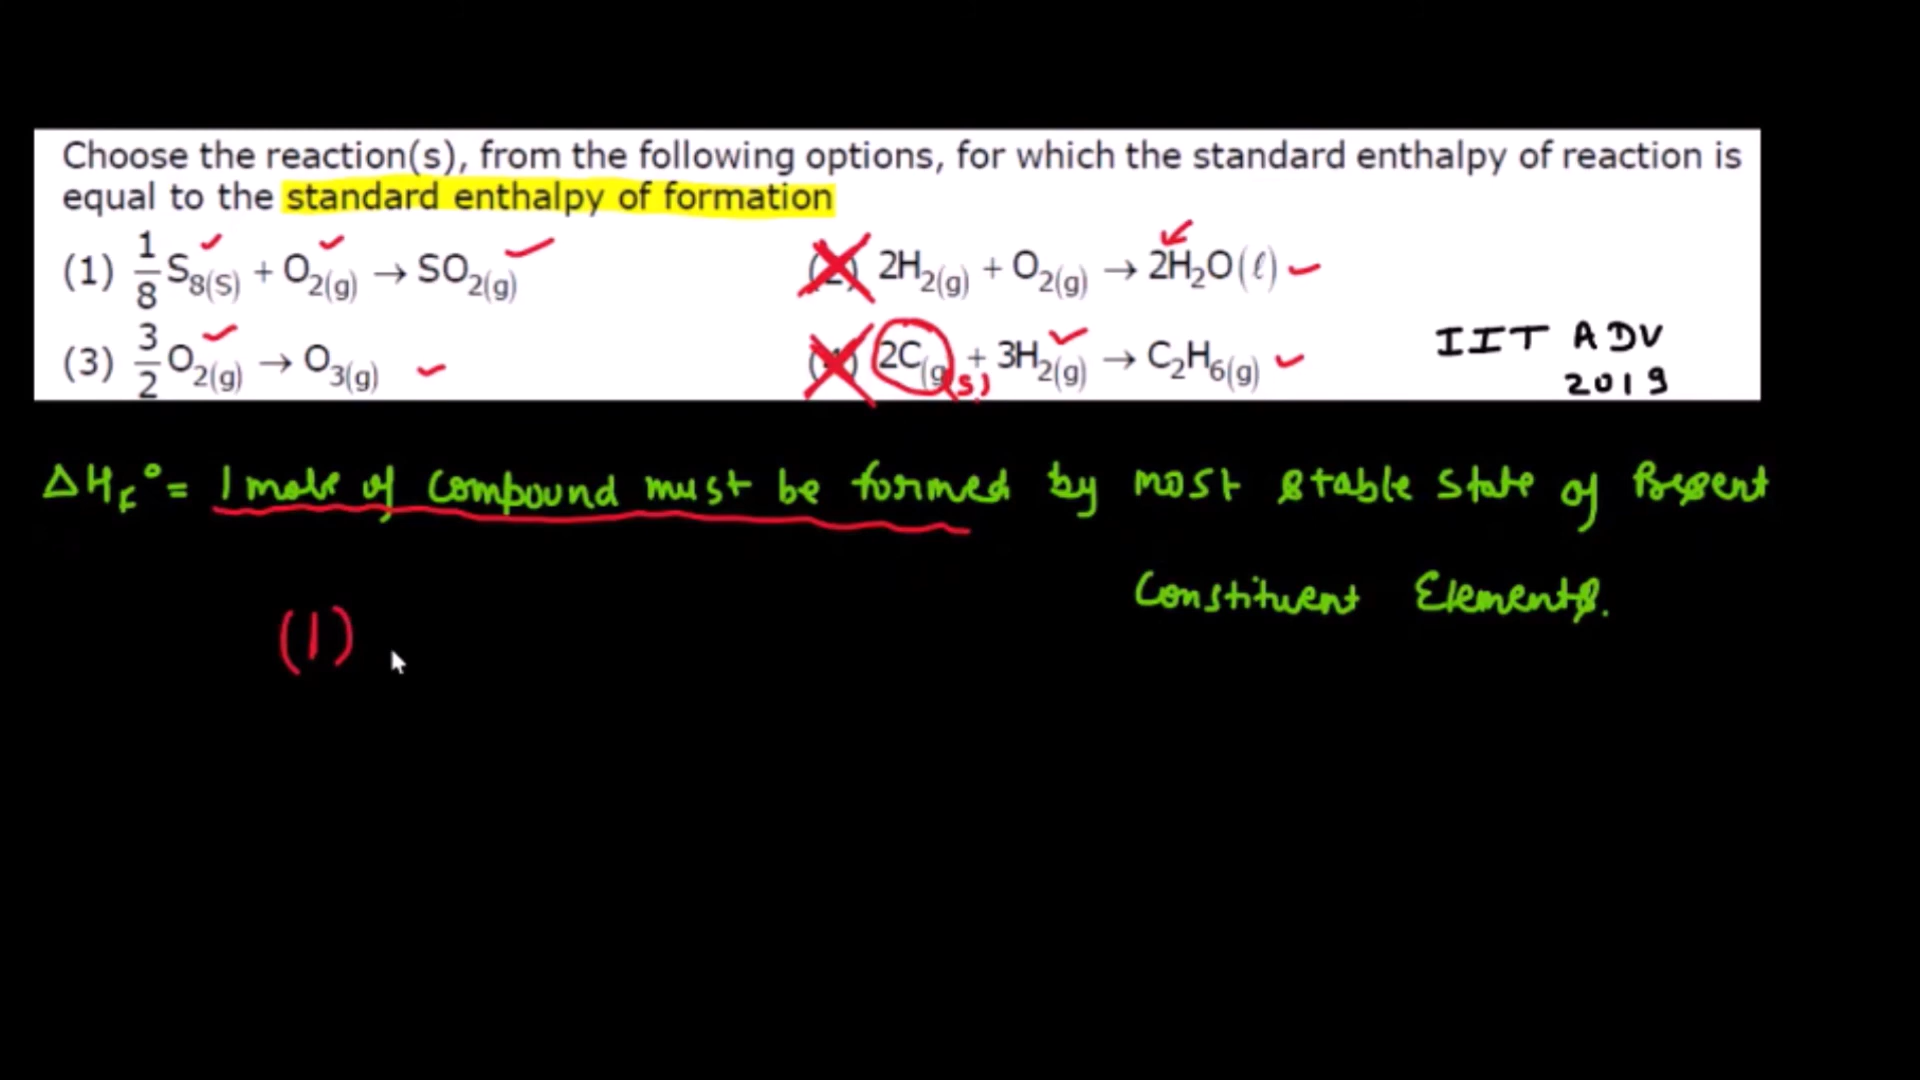 Choose the reaction(s), from the following options, for which the standard enthalpy of reaction is
equal to the standard enthalpy of formation
(1) 1/8 S8(S) + O2(g) → SO2(g)
(2) 2H2(g) + O2(g) → 2H2O(ℓ)
(3) 3/2 O2(g) → O3(g)
(4) 2C(g) + 3H2(g) → C2H6(g)
(s)
IIT ADV
2019
ΔHF° = 1 mole of compound must be formed by most stable state of Present
Constituent Elements.
(1)